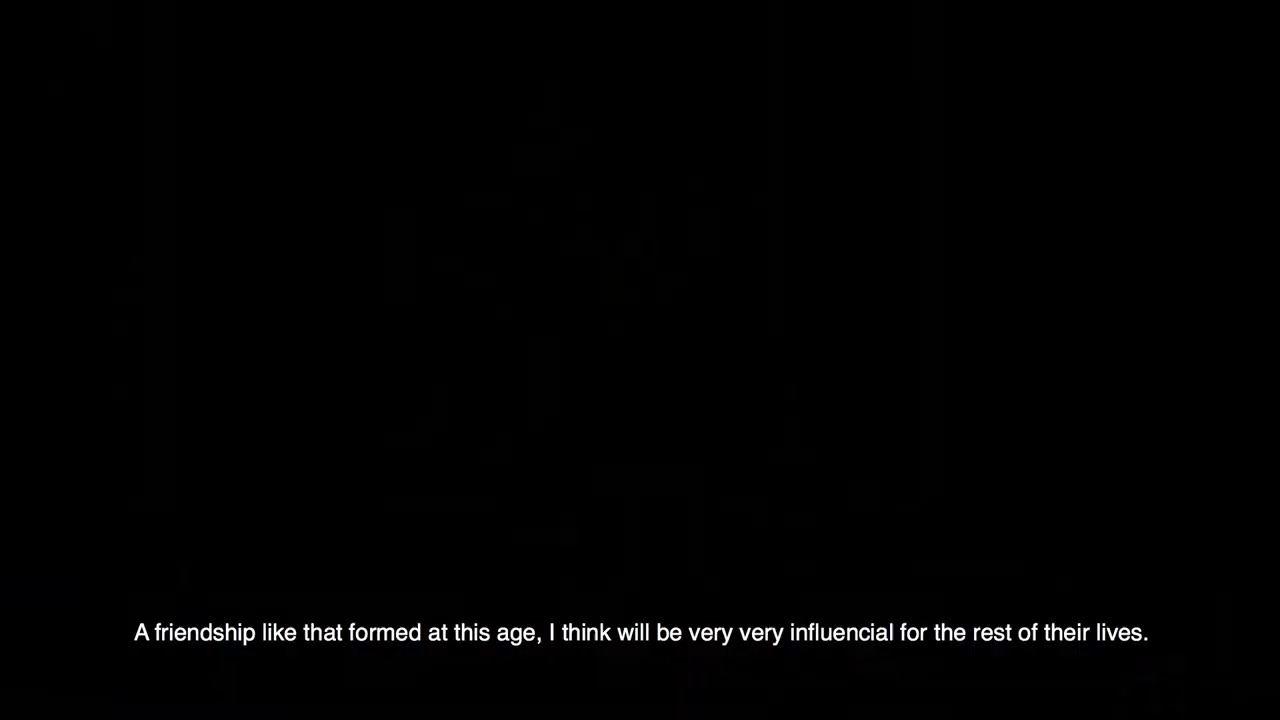 A friendship like that formed at this age, I think will be very very influencial for the rest of their lives.